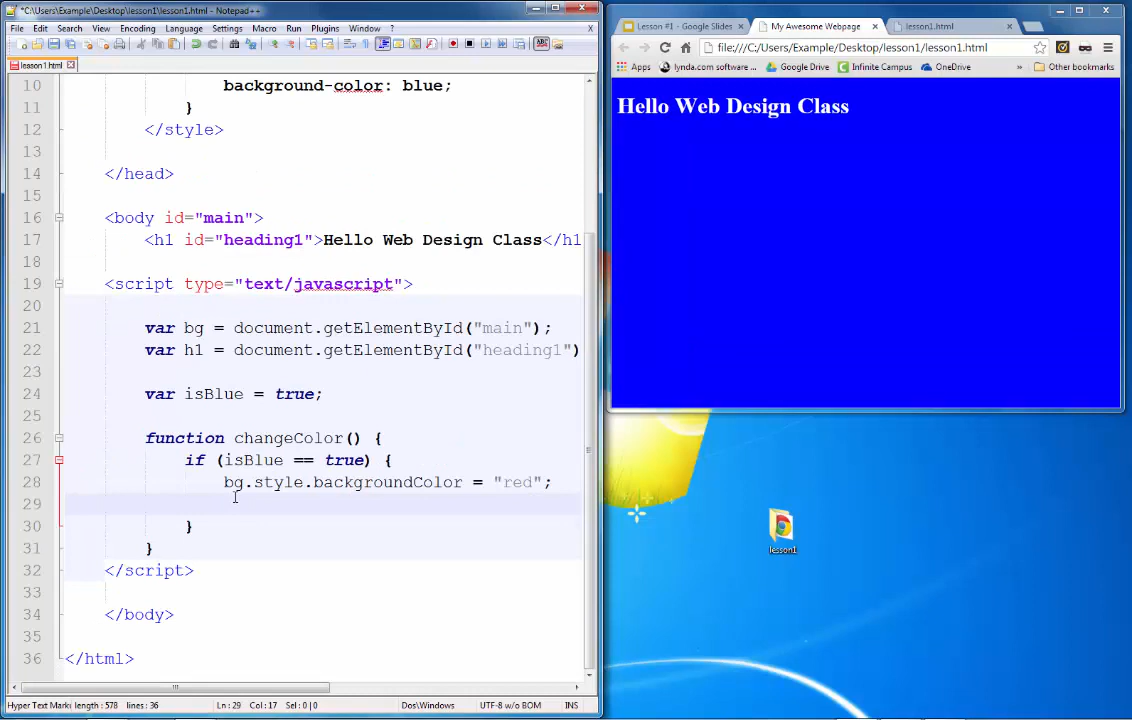 *C:\Users\Example\Desktop\lesson1\lesson1.html - Notepad++
File Edit Search View Encoding Language Settings Macro Run Plugins Window ?
X
lesson1.html
10 background-color: blue;
11 }
12 </style>
13
14 </head>
15
16 <body id="main">
17 <h1 id="heading1">Hello Web Design Class</h1
18
19 <script type="text/javascript">
20
21 var bg = document.getElementById("main");
22 var h1 = document.getElementById("heading1")
23
24 var isBlue = true;
25
26 function changeColor() {
27 if (isBlue == true) {
28 bg.style.backgroundColor = "red";
29
30 }
31 }
32 </script>
33
34 </body>
35
36 </html>
Hyper Text Mark length : 578 lines : 36 Ln : 29 Col : 17 Sel : 0 | 0 Dos\Windows UTF-8 w/o BOM INS
Lesson #1 - Google Slides My Awesome Webpage lesson1.html
file:///C:/Users/Example/Desktop/lesson1/lesson1.html
Apps lynda.com software ... Google Drive Infinite Campus OneDrive » Other bookmarks
Hello Web Design Class
lesson1